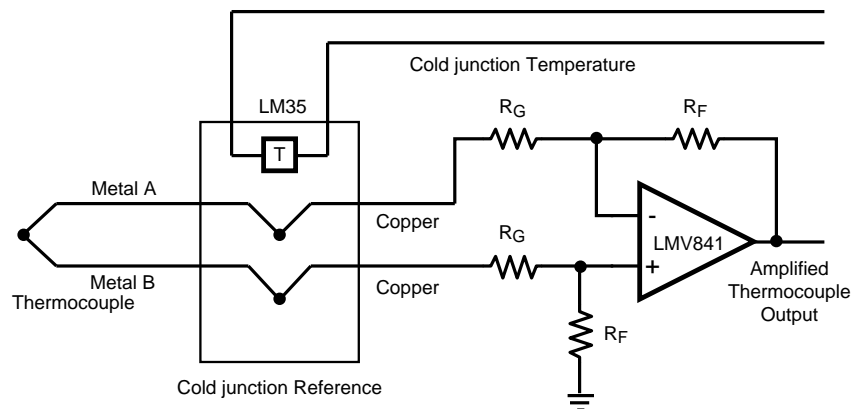 Cold junction Temperature
LM35
RG
RF
T
Metal A
Copper
-
LMV841
RG
+
Metal B
Thermocouple
Copper
Amplified
Thermocouple
Output
RF
Cold junction Reference